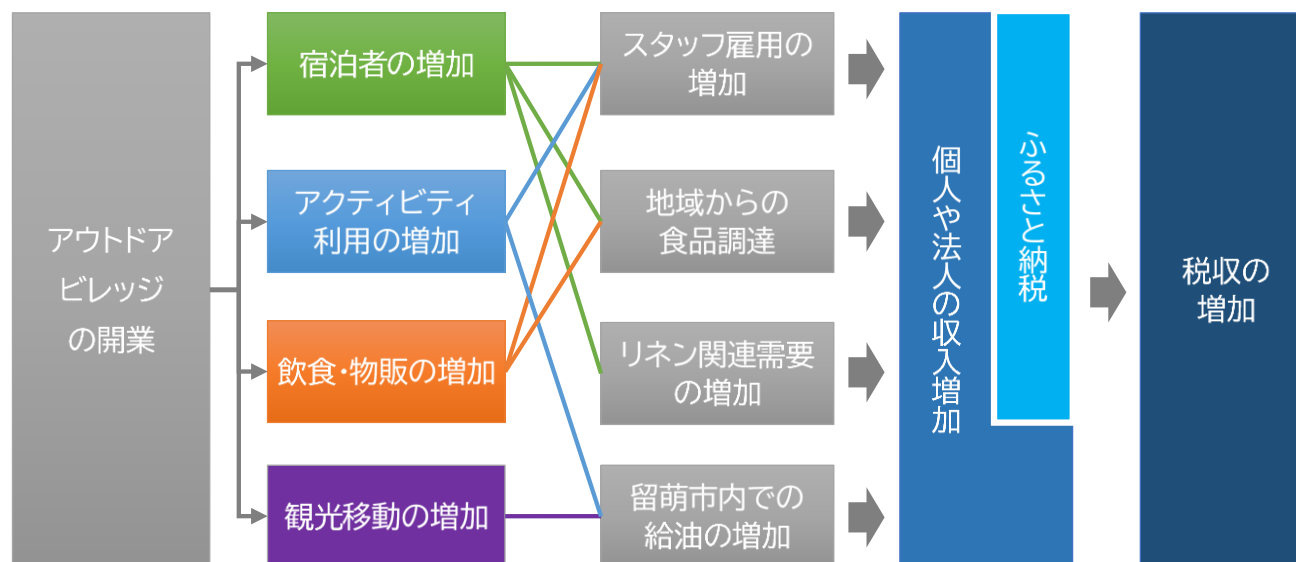 アウトドア
ビレッジ
の開業
宿泊者の増加
アクティビティ
利用の増加
飲食・物販の増加
観光移動の増加
スタッフ雇用の
増加
地域からの
食品調達
リネン関連需要
の増加
留萌市内での
給油の増加
個人や法人の収入増加
ふるさと納税
税収の
増加